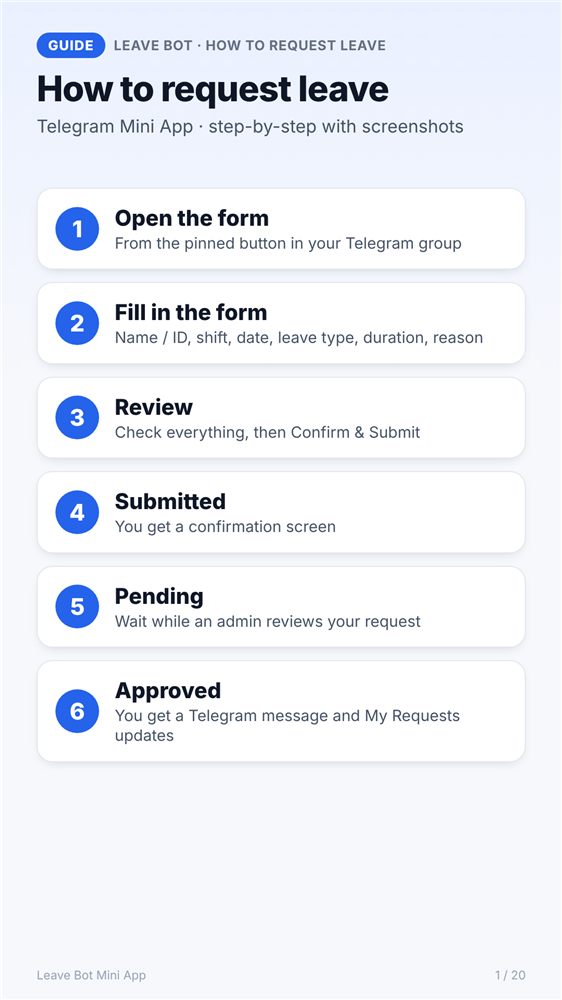 GUIDE LEAVE BOT · HOW TO REQUEST LEAVE
How to request leave
Telegram Mini App · step-by-step with screenshots
1
Open the form
From the pinned button in your Telegram group
2
Fill in the form
Name / ID, shift, date, leave type, duration, reason
3
Review
Check everything, then Confirm & Submit
4
Submitted
You get a confirmation screen
5
Pending
Wait while an admin reviews your request
6
Approved
You get a Telegram message and My Requests
updates
Leave Bot Mini App 1 / 20